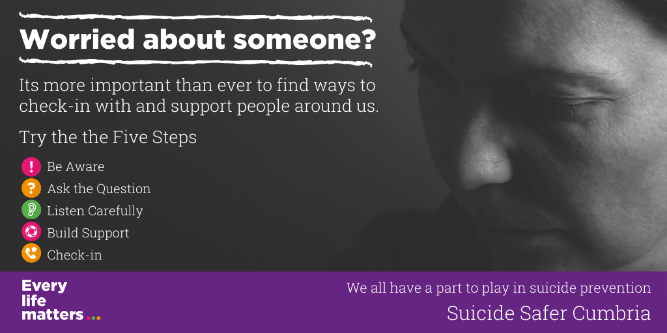 Worried about someone?
Its more important than ever to find ways to
check-in with and support people around us.
Try the the Five Steps
! Be Aware
? Ask the Question
Listen Carefully
Build Support
Check-in
Every
life
matters...
We all have a part to play in suicide prevention
Suicide Safer Cumbria